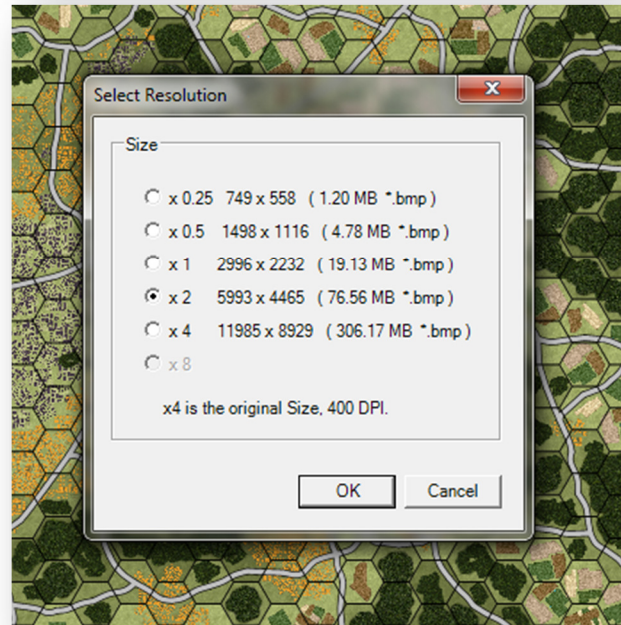 Select Resolution
Size
x 0.25 749 x 558 ( 1.20 MB *.bmp )
x 0.5 1498 x 1116 ( 4.78 MB *.bmp )
x 1 2996 x 2232 ( 19.13 MB *.bmp )
x 2 5993 x 4465 ( 76.56 MB *.bmp )
x 4 11985 x 8929 ( 306.17 MB *.bmp )
x 8
x4 is the original Size, 400 DPI.
OK Cancel